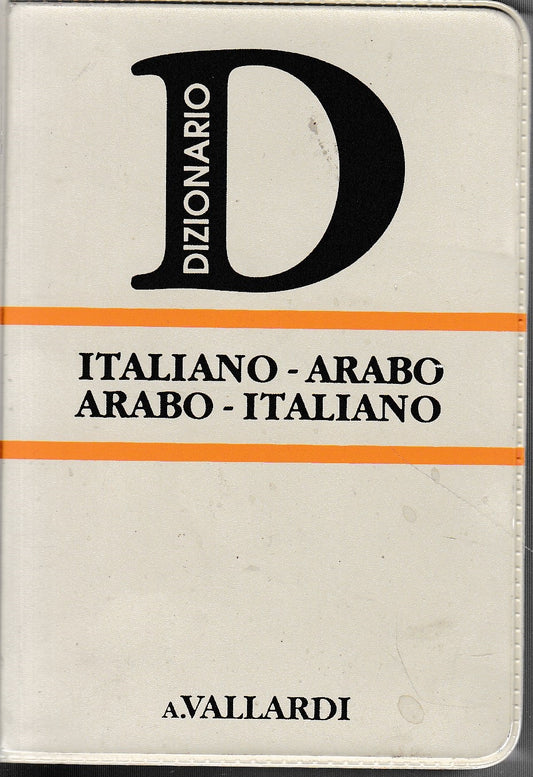 D
DIZIONARIO
ITALIANO - ARABO
ARABO - ITALIANO
A.VALLARDI